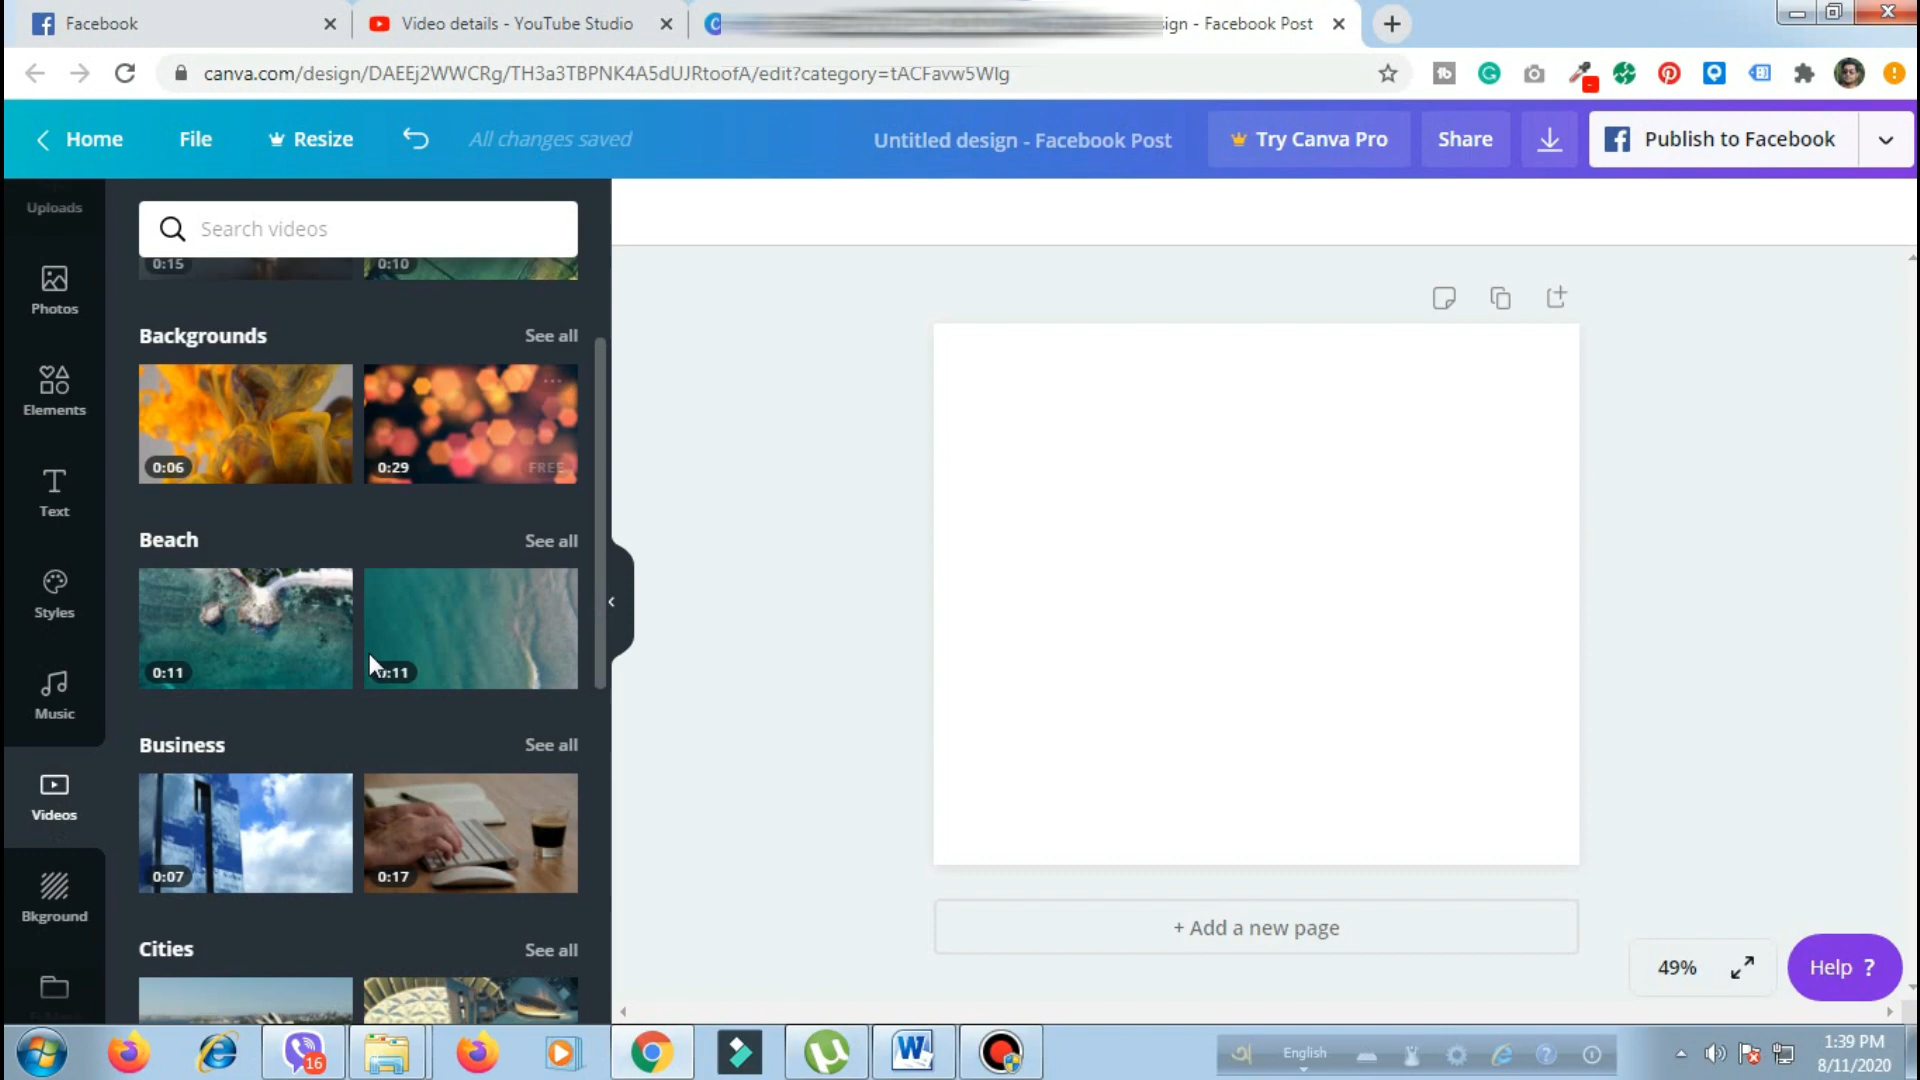 Facebook
Video details - YouTube Studio
ign - Facebook Post
canva.com/design/DAEEj2WWCRg/TH3a3TBPNK4A5dUJRtoofA/edit?category=tACFavw5WIg
Home
File
Resize
All changes saved
Untitled design - Facebook Post
Try Canva Pro
Share
Publish to Facebook
Uploads
Photos
Elements
Text
Styles
Music
Videos
Bkground
Search videos
0:15
0:10
Backgrounds
See all
0:06
0:29
FREE
Beach
See all
0:11
:11
Business
See all
0:07
0:17
Cities
See all
+ Add a new page
49%
Help ?
16
English
1:39 PM
8/11/2020